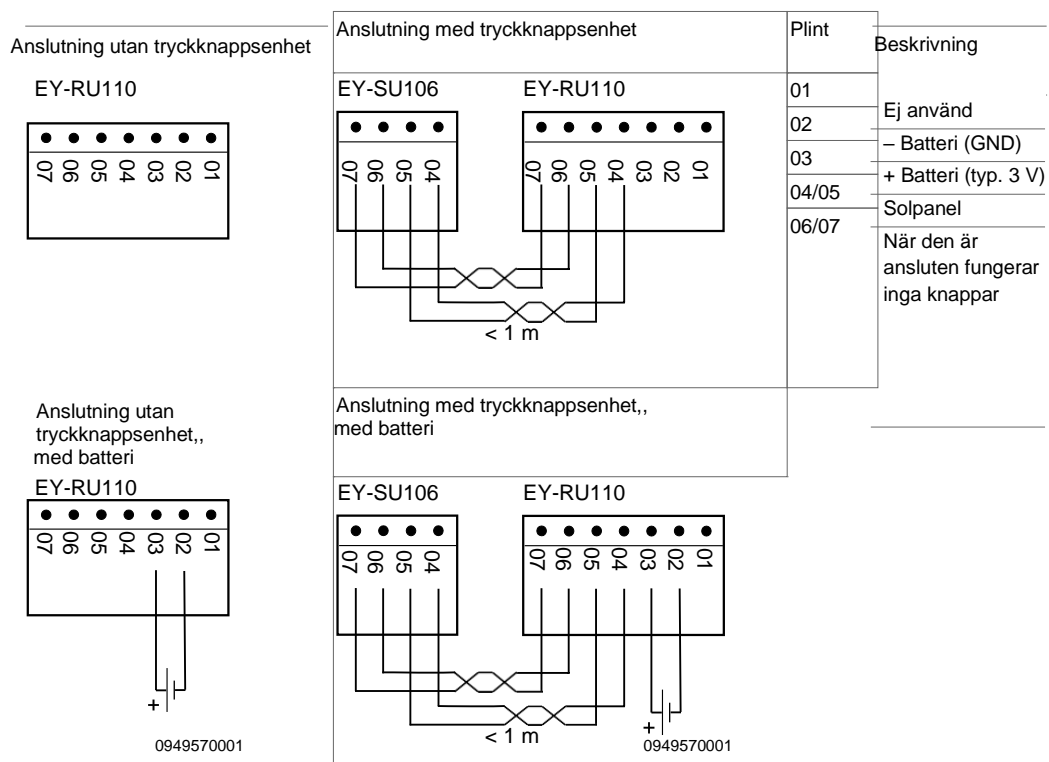 Anslutning utan tryckknappsenhet
EY-RU110
07 06 05 04 03 02 01
Anslutning med tryckknappsenhet
EY-SU106 EY-RU110
07 06 05 04 07 06 05 04 03 02 01
< 1 m
Plint Beskrivning
01 Ej använd
02 – Batteri (GND)
03 + Batteri (typ. 3 V)
04/05 Solpanel
06/07 När den är
ansluten fungerar
inga knappar
Anslutning utan
tryckknappsenhet,,
med batteri
EY-RU110
07 06 05 04 03 02 01
+
0949570001
Anslutning med tryckknappsenhet,,
med batteri
EY-SU106 EY-RU110
07 06 05 04 07 06 05 04 03 02 01
+
< 1 m
0949570001